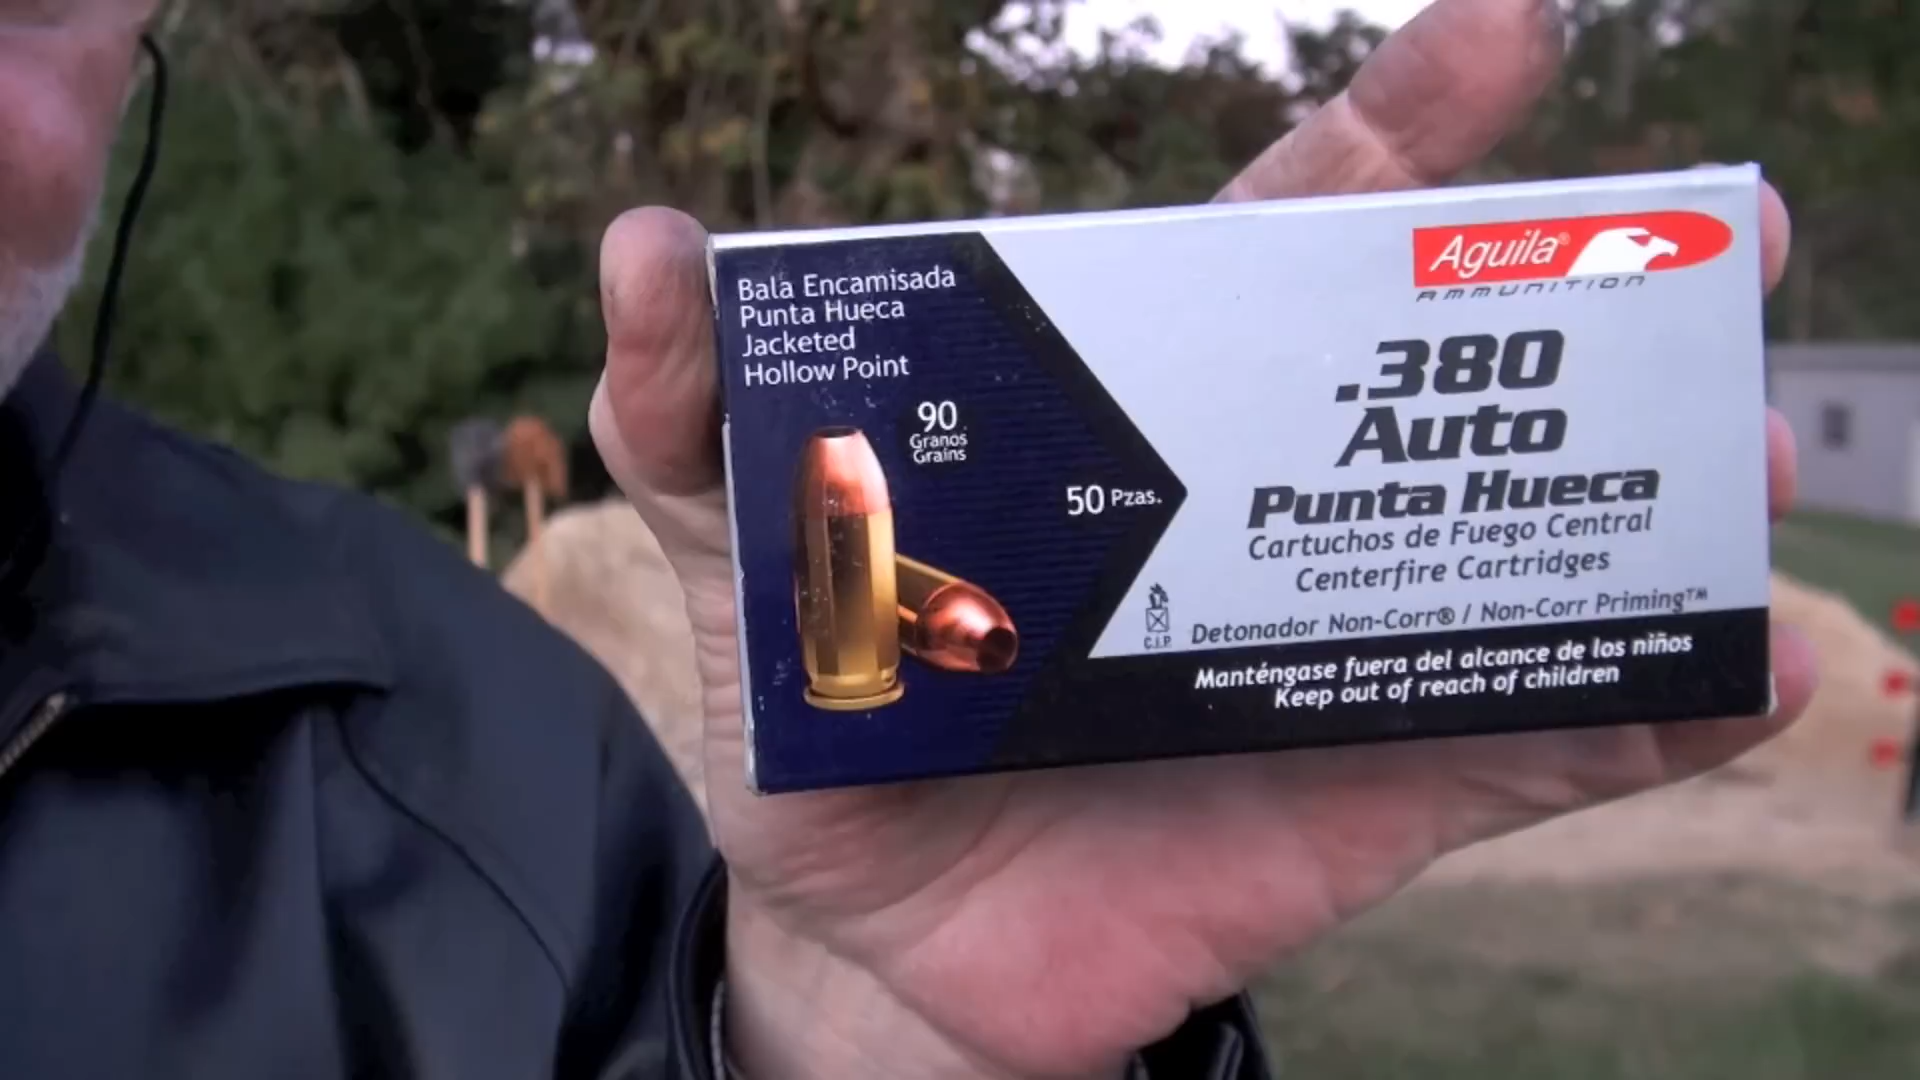 Bala Encamisada
Punta Hueca
Jacketed
Hollow Point
90
Granos
Grains
50 Pzas.
Aguila®
AMMUNITION
.380
Auto
Punta Hueca
Cartuchos de Fuego Central
Centerfire Cartridges
C.I.P.
Detonador Non-Corr® / Non-Corr Priming™
Manténgase fuera del alcance de los niños
Keep out of reach of children